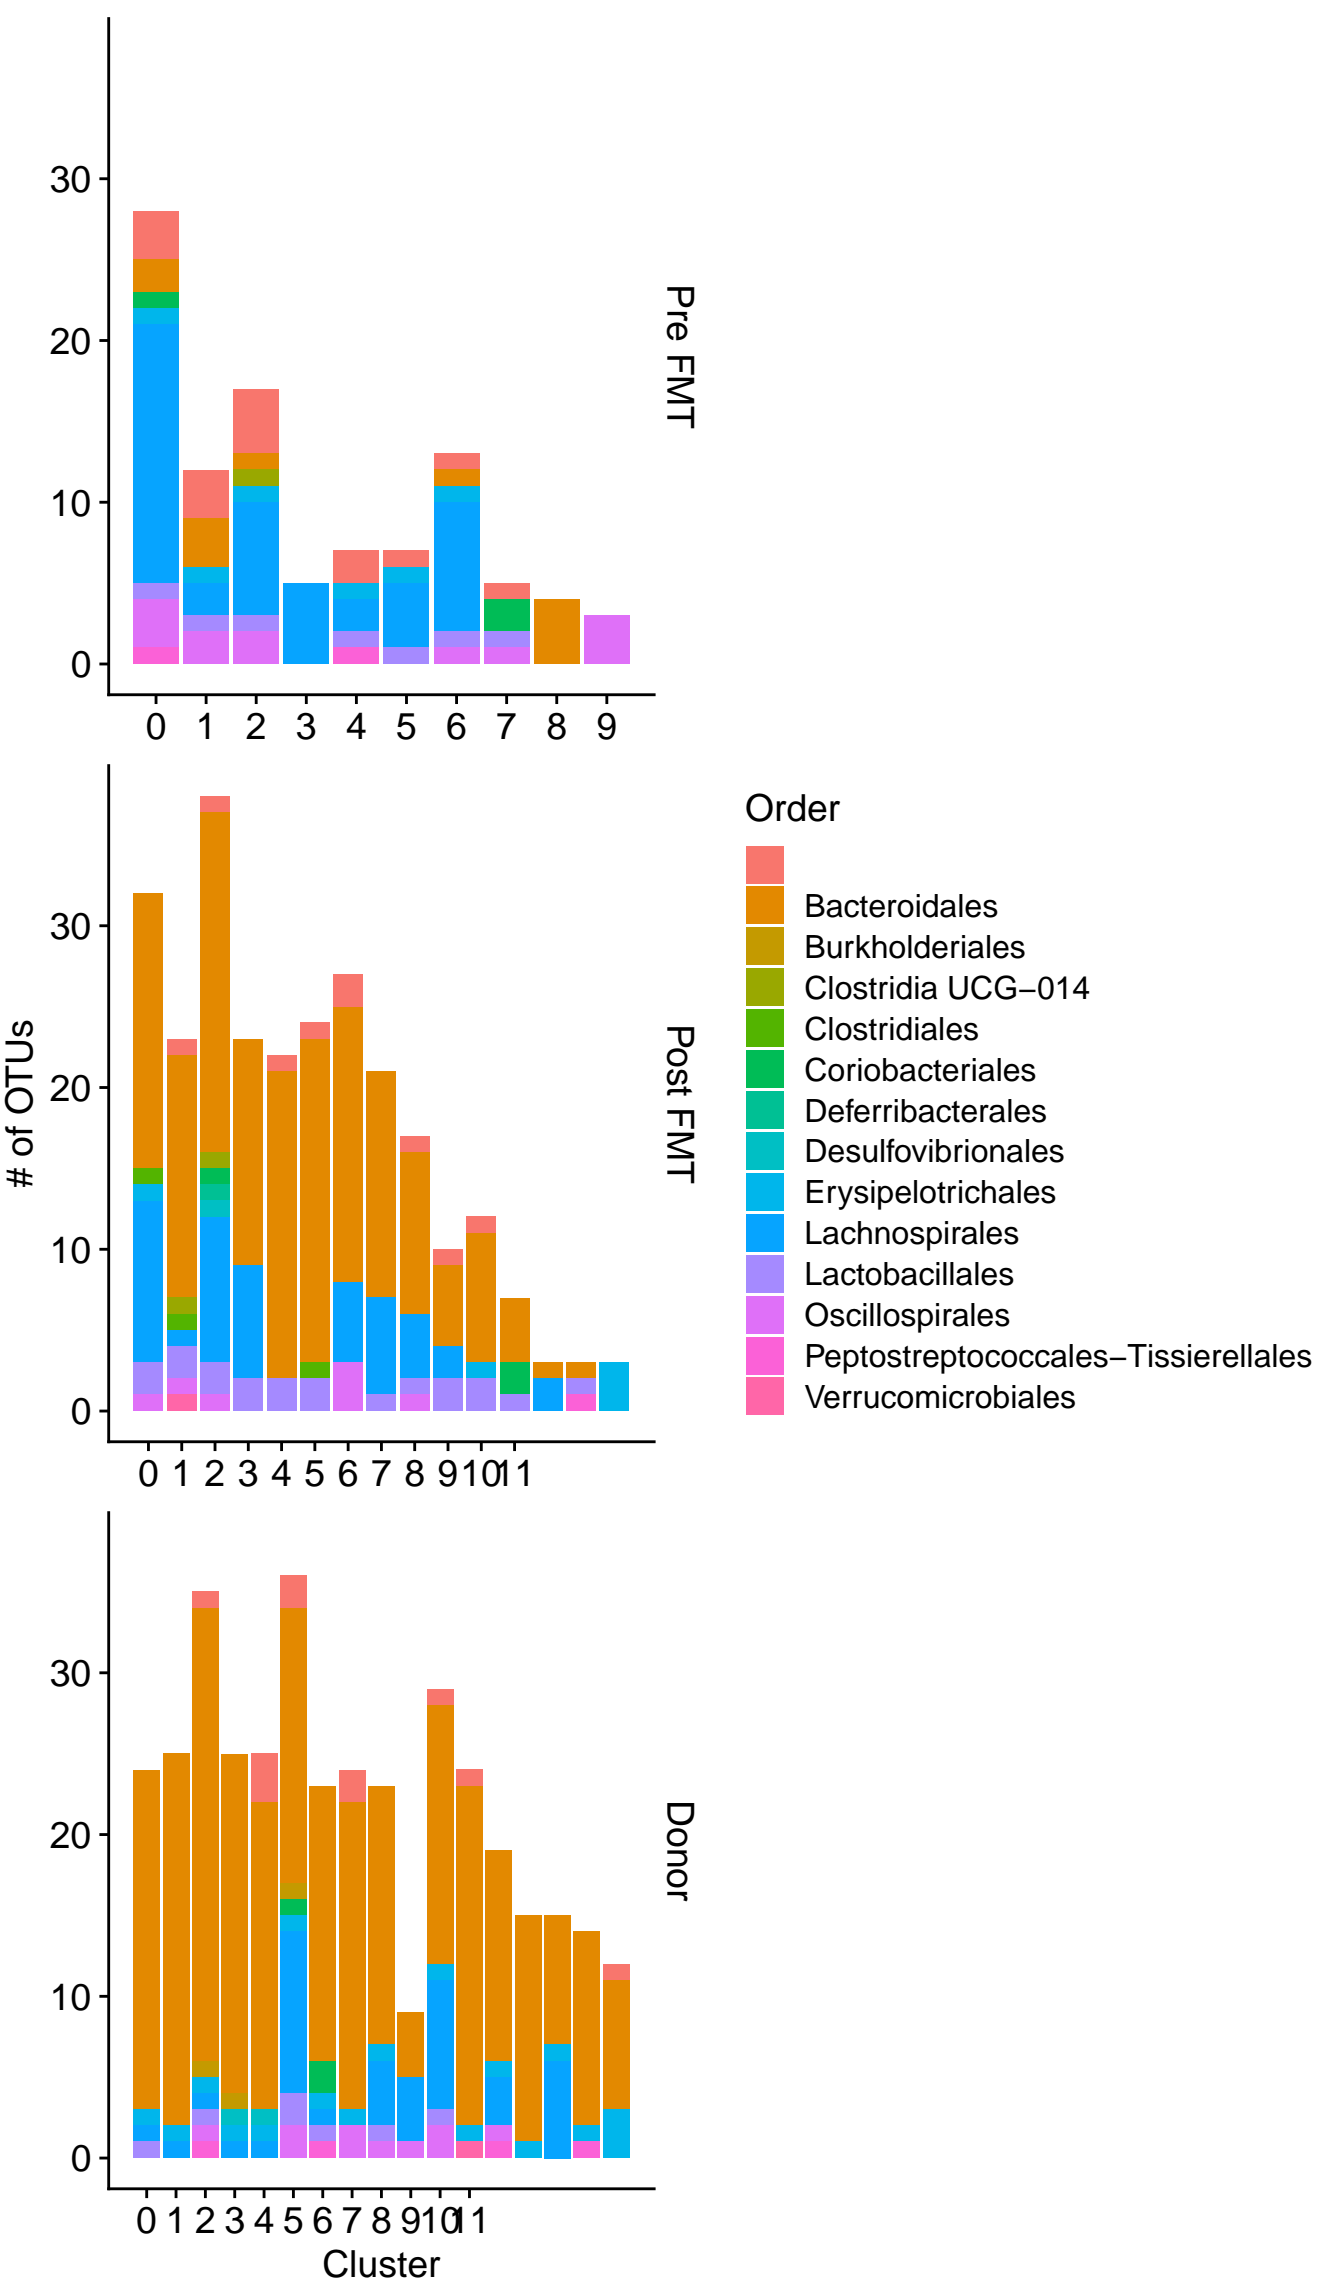 30
20
10
0
0 1 2 3 4 5 6 7 8 9
Pre FMT
30
20
10
0
0 1 2 3 4 5 6 7 8 9 10 11
Post FMT
# of OTUs
Order
Bacteroidales
Burkholderiales
Clostridia UCG−014
Clostridiales
Coriobacteriales
Deferribacterales
Desulfovibrionales
Erysipelotrichales
Lachnospirales
Lactobacillales
Oscillospirales
Peptostreptococcales−Tissierellales
Verrucomicrobiales
30
20
10
0
0 1 2 3 4 5 6 7 8 9 10 11
Donor
Cluster